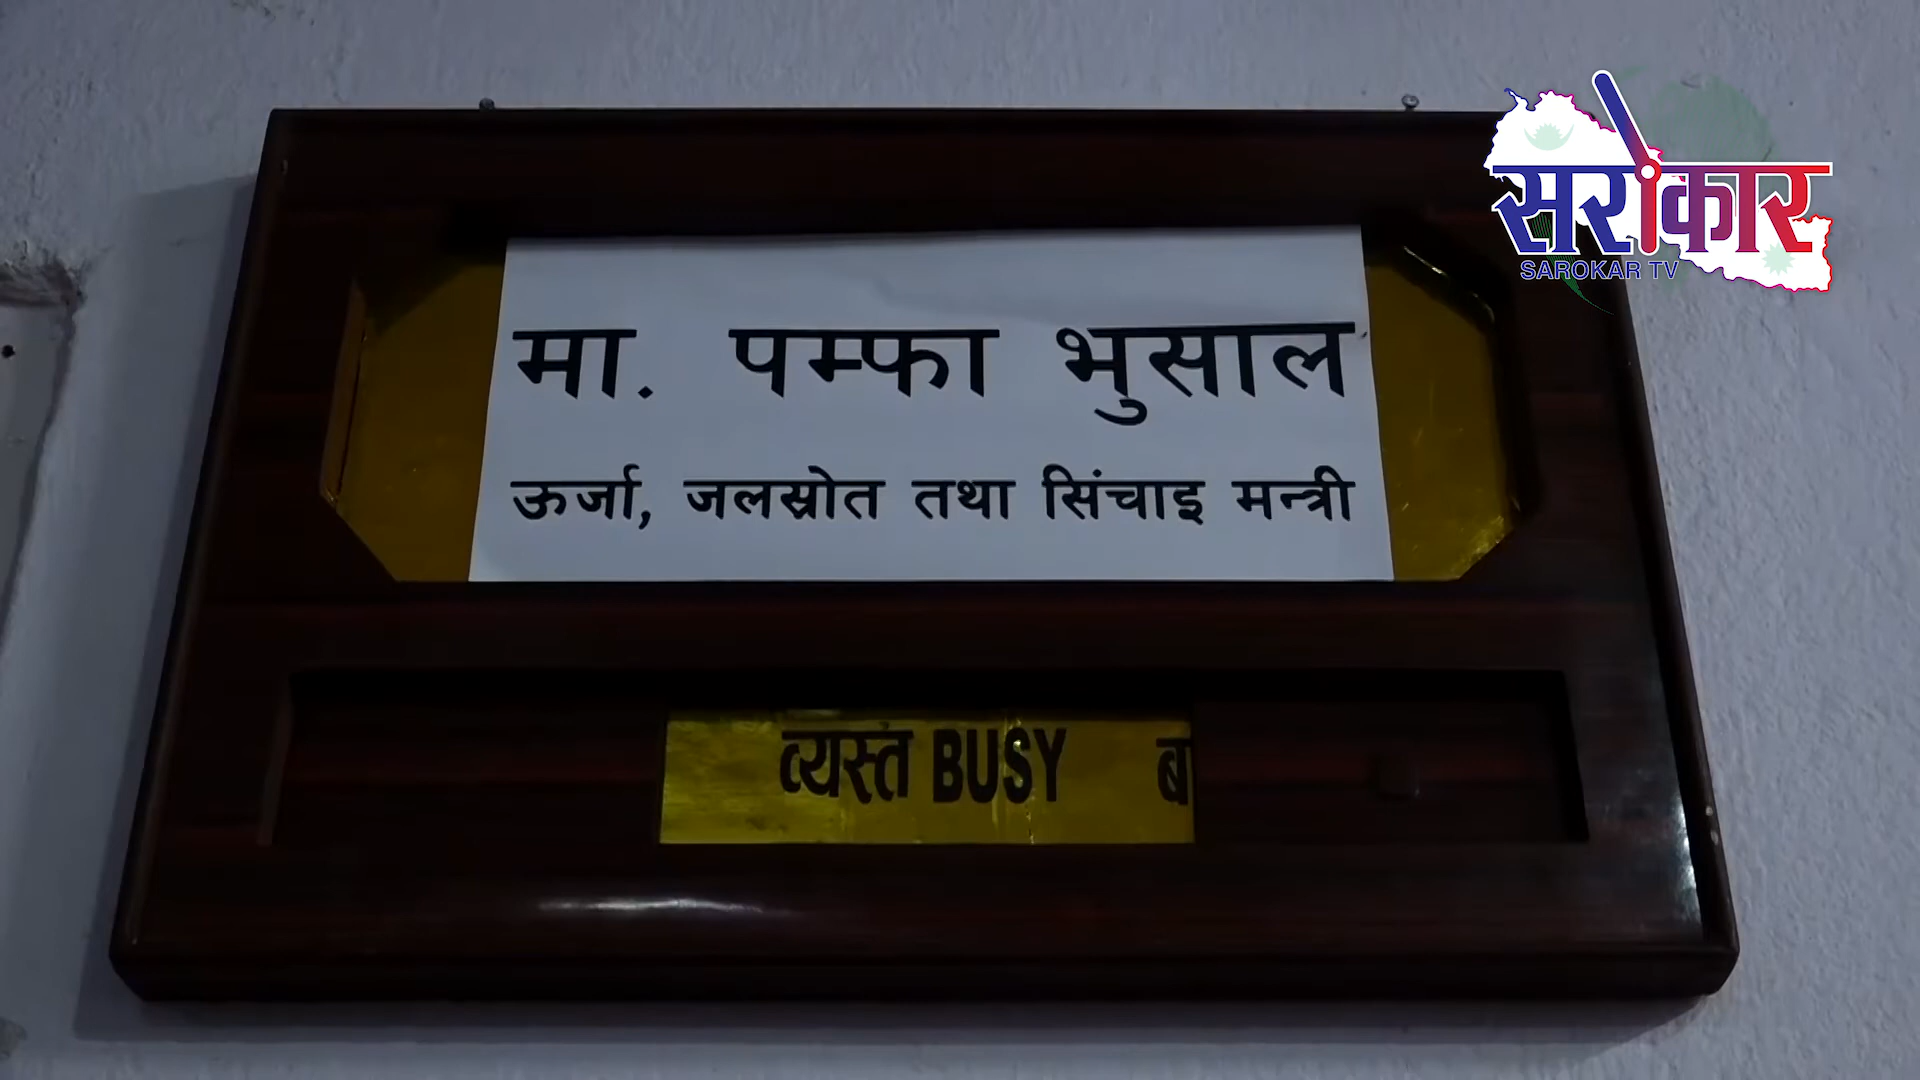 सरोकार
SAROKAR TV
मा. पम्फा भुसाल
ऊर्जा, जलस्रोत तथा सिंचाइ मन्त्री
व्यस्त BUSY